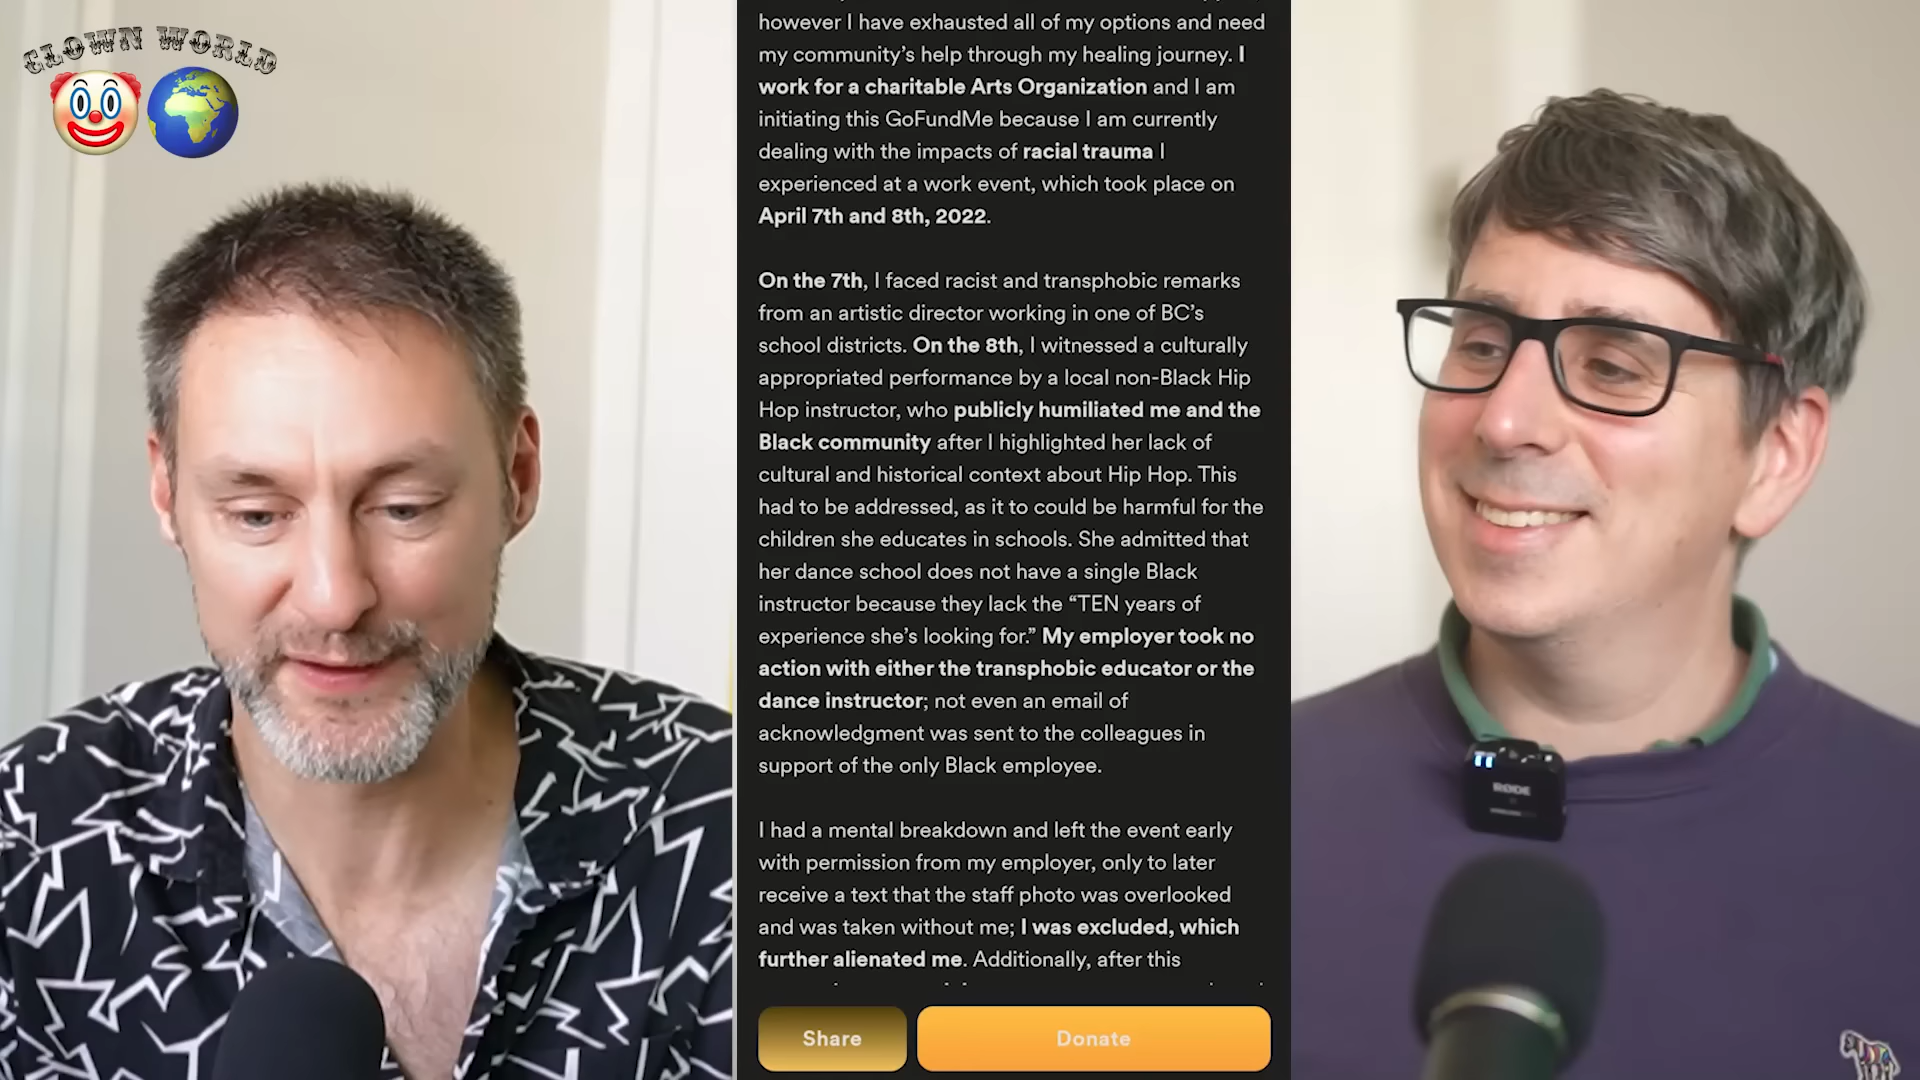 CLOWN WORLD
however I have exhausted all of my options and need
my community’s help through my healing journey. I
work for a charitable Arts Organization and I am
initiating this GoFundMe because I am currently
dealing with the impacts of racial trauma I
experienced at a work event, which took place on
April 7th and 8th, 2022.
On the 7th, I faced racist and transphobic remarks
from an artistic director working in one of BC’s
school districts. On the 8th, I witnessed a culturally
appropriated performance by a local non-Black Hip
Hop instructor, who publicly humiliated me and the
Black community after I highlighted her lack of
cultural and historical context about Hip Hop. This
had to be addressed, as it to could be harmful for the
children she educates in schools. She admitted that
her dance school does not have a single Black
instructor because they lack the “TEN years of
experience she’s looking for.” My employer took no
action with either the transphobic educator or the
dance instructor; not even an email of
acknowledgment was sent to the colleagues in
support of the only Black employee.
I had a mental breakdown and left the event early
with permission from my employer, only to later
receive a text that the staff photo was overlooked
and was taken without me; I was excluded, which
further alienated me. Additionally, after this
Share
Donate
RØDE